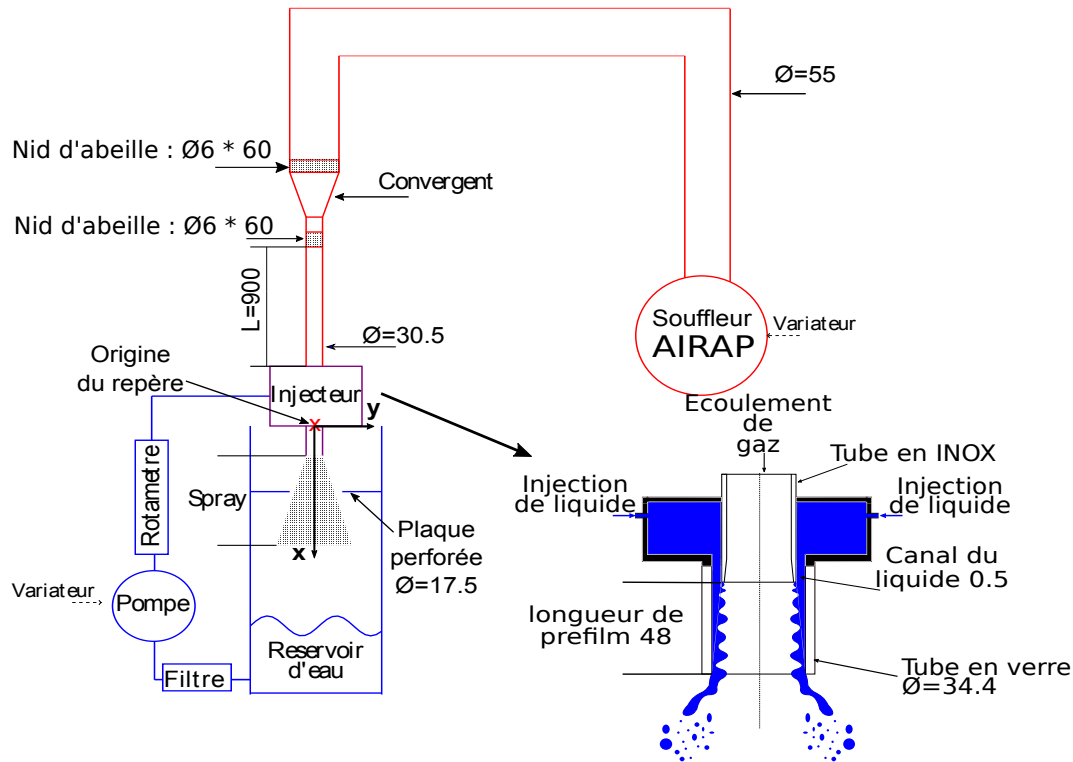 Ø=55
Nid d'abeille : Ø6 * 60
Convergent
Nid d'abeille : Ø6 * 60
L=900
Souffleur
AIRAP
Variateur
Ø=30.5
Origine
du repère
Injecteur
x
y
Ecoulement
de
gaz
Tube en INOX
Injection
de liquide
Injection
de liquide
Rotamètre
Spray
Plaque
perforée
Ø=17.5
x
Canal du
liquide 0.5
Variateur
Pompe
longueur de
prefilm 48
Reservoir
d'eau
Filtre
Tube en verre
Ø=34.4